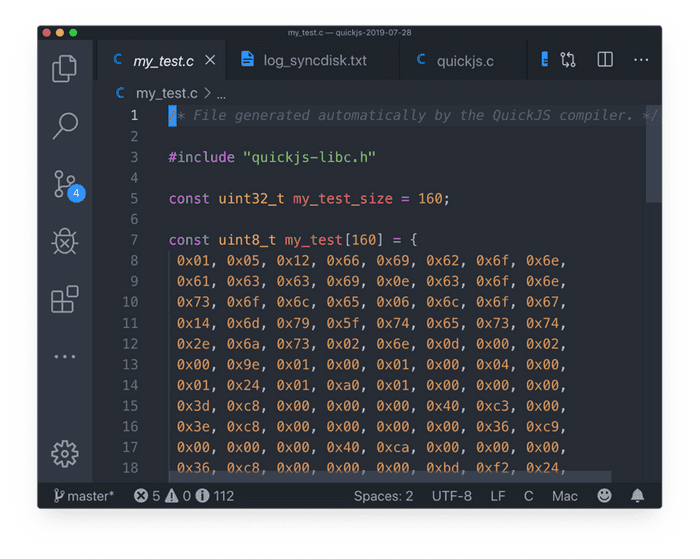 my_test.c — quickjs-2019-07-28
C my_test.c × log_syncdisk.txt C quickjs.c ...
C my_test.c > ...
1 /* File generated automatically by the QuickJS compiler. */
2
3 #include "quickjs-libc.h"
4
5 const uint32_t my_test_size = 160;
6
7 const uint8_t my_test[160] = {
8 0x01, 0x05, 0x12, 0x66, 0x69, 0x62, 0x6f, 0x6e,
9 0x61, 0x63, 0x63, 0x69, 0x0e, 0x63, 0x6f, 0x6e,
10 0x73, 0x6f, 0x6c, 0x65, 0x06, 0x6c, 0x6f, 0x67,
11 0x14, 0x6d, 0x79, 0x5f, 0x74, 0x65, 0x73, 0x74,
12 0x2e, 0x6a, 0x73, 0x02, 0x6e, 0x0d, 0x00, 0x02,
13 0x00, 0x9e, 0x01, 0x00, 0x01, 0x00, 0x04, 0x00,
14 0x01, 0x24, 0x01, 0xa0, 0x01, 0x00, 0x00, 0x00,
15 0x3d, 0xc8, 0x00, 0x00, 0x00, 0x40, 0xc3, 0x00,
16 0x3e, 0xc8, 0x00, 0x00, 0x00, 0x00, 0x36, 0xc9,
17 0x00, 0x00, 0x00, 0x40, 0xca, 0x00, 0x00, 0x00,
18 0x36, 0xc8, 0x00, 0x00, 0x00, 0xbd, 0xf2, 0x24,
4
master* 5 0 112 Spaces: 2 UTF-8 LF C Mac